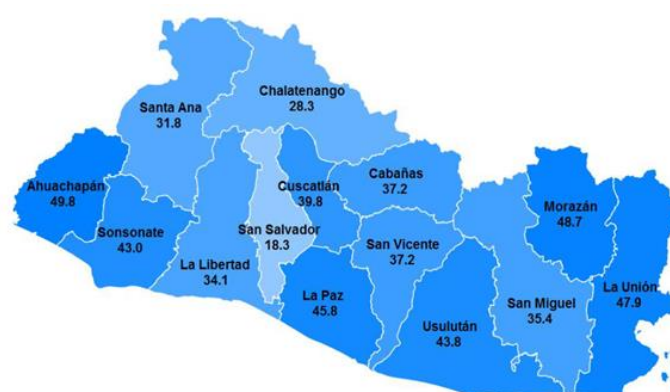 Chalatenango
28.3
Santa Ana
31.8
Ahuachapán
49.8
Cuscatlán
39.8
Cabañas
37.2
Morazán
48.7
Sonsonate
43.0
San Salvador
18.3
San Vicente
37.2
La Libertad
34.1
La Paz
45.8
Usulután
43.8
San Miguel
35.4
La Unión
47.9